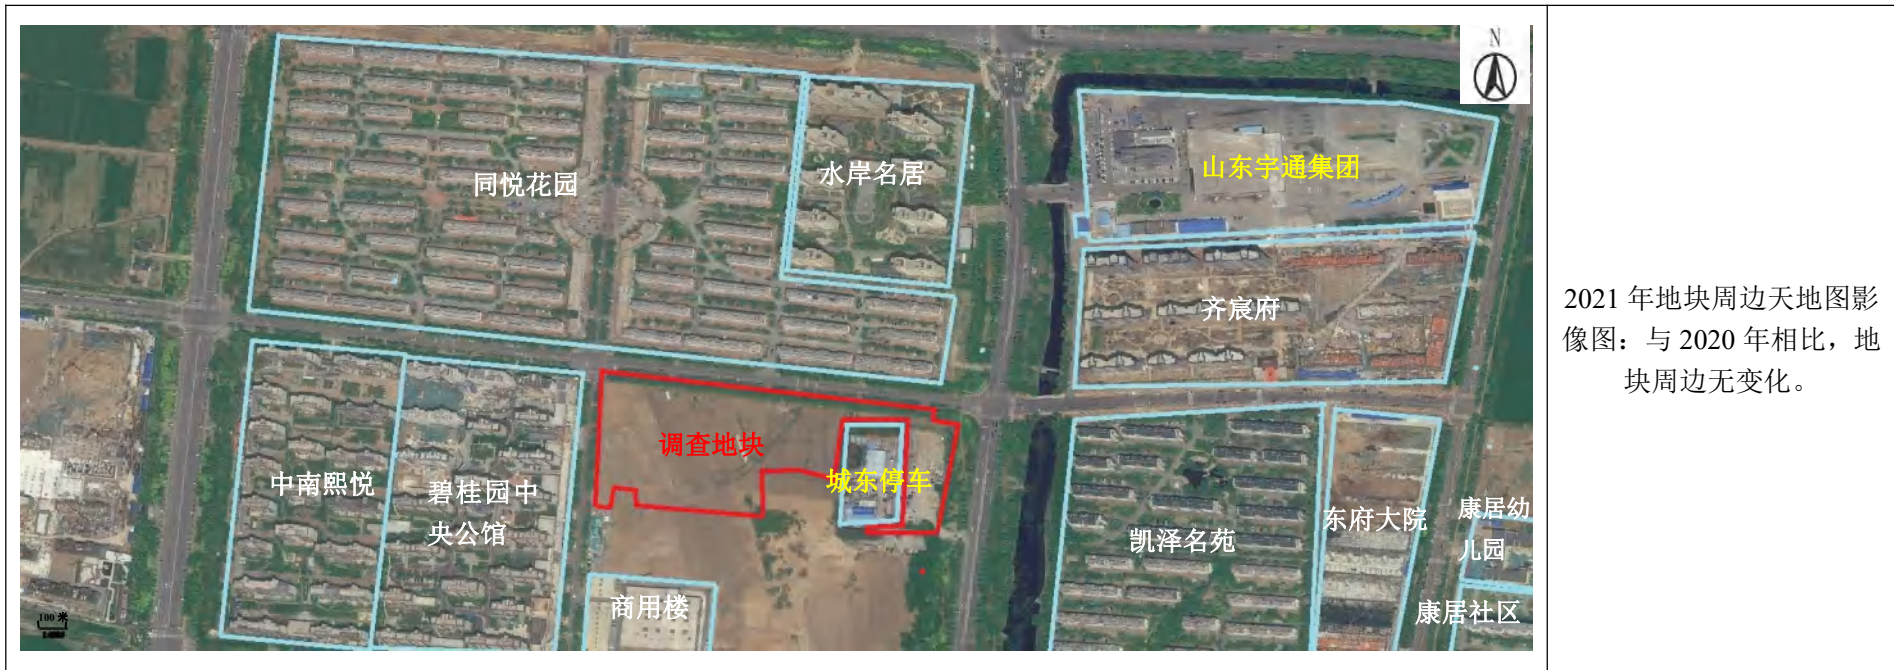 N
山东宇通集团
水岸名居
同悦花园
齐宸府
2021 年地块周边天地图影
像图：与 2020 年相比，地
块周边无变化。
调查地块
中南熙悦
城东停车
碧桂园中
央公馆
康居幼
儿园
东府大院
凯泽名苑
商用楼
康居社区
100 米